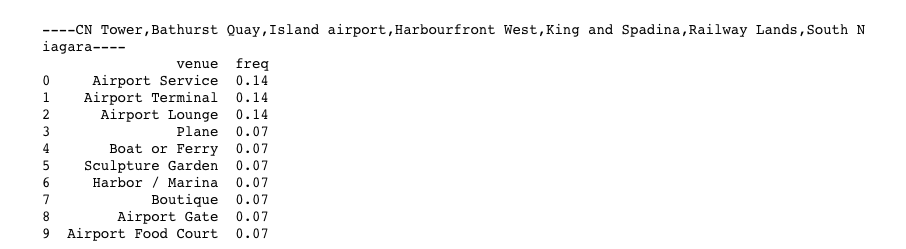 ----CN Tower,Bathurst Quay,Island airport,Harbourfront West,King and Spadina,Railway Lands,South N
iagara----
venue freq
0 Airport Service 0.14
1 Airport Terminal 0.14
2 Airport Lounge 0.14
3 Plane 0.07
4 Boat or Ferry 0.07
5 Sculpture Garden 0.07
6 Harbor / Marina 0.07
7 Boutique 0.07
8 Airport Gate 0.07
9 Airport Food Court 0.07